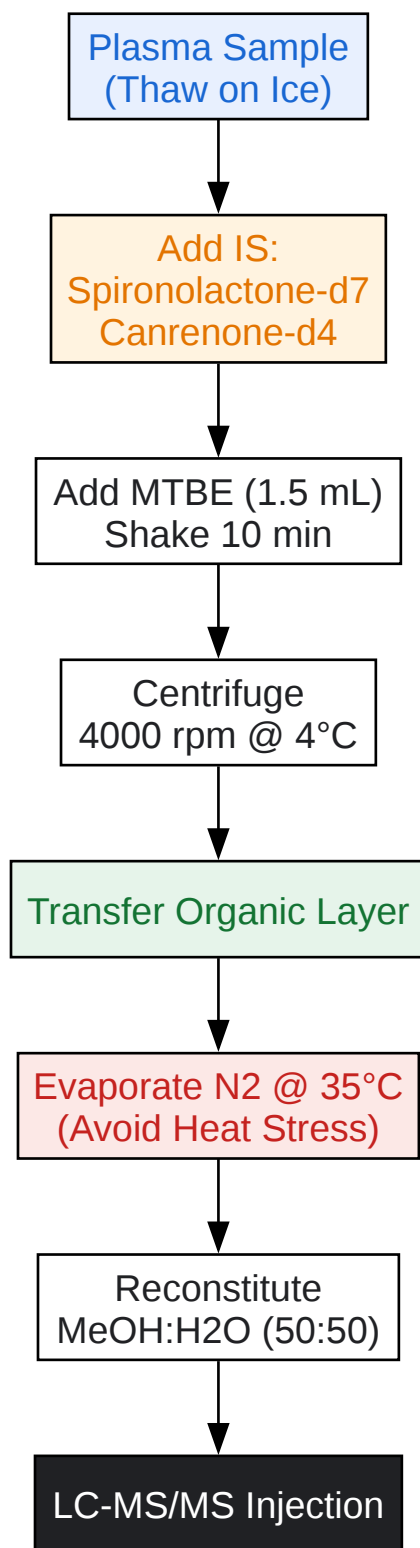 Plasma Sample
(Thaw on Ice)
Add IS:
Spironolactone-d7
Canrenone-d4
Add MTBE (1.5 mL)
Shake 10 min
Centrifuge
4000 rpm @ 4°C
Transfer Organic Layer
Evaporate N2 @ 35°C
(Avoid Heat Stress)
Reconstitute
MeOH:H2O (50:50)
LC-MS/MS Injection